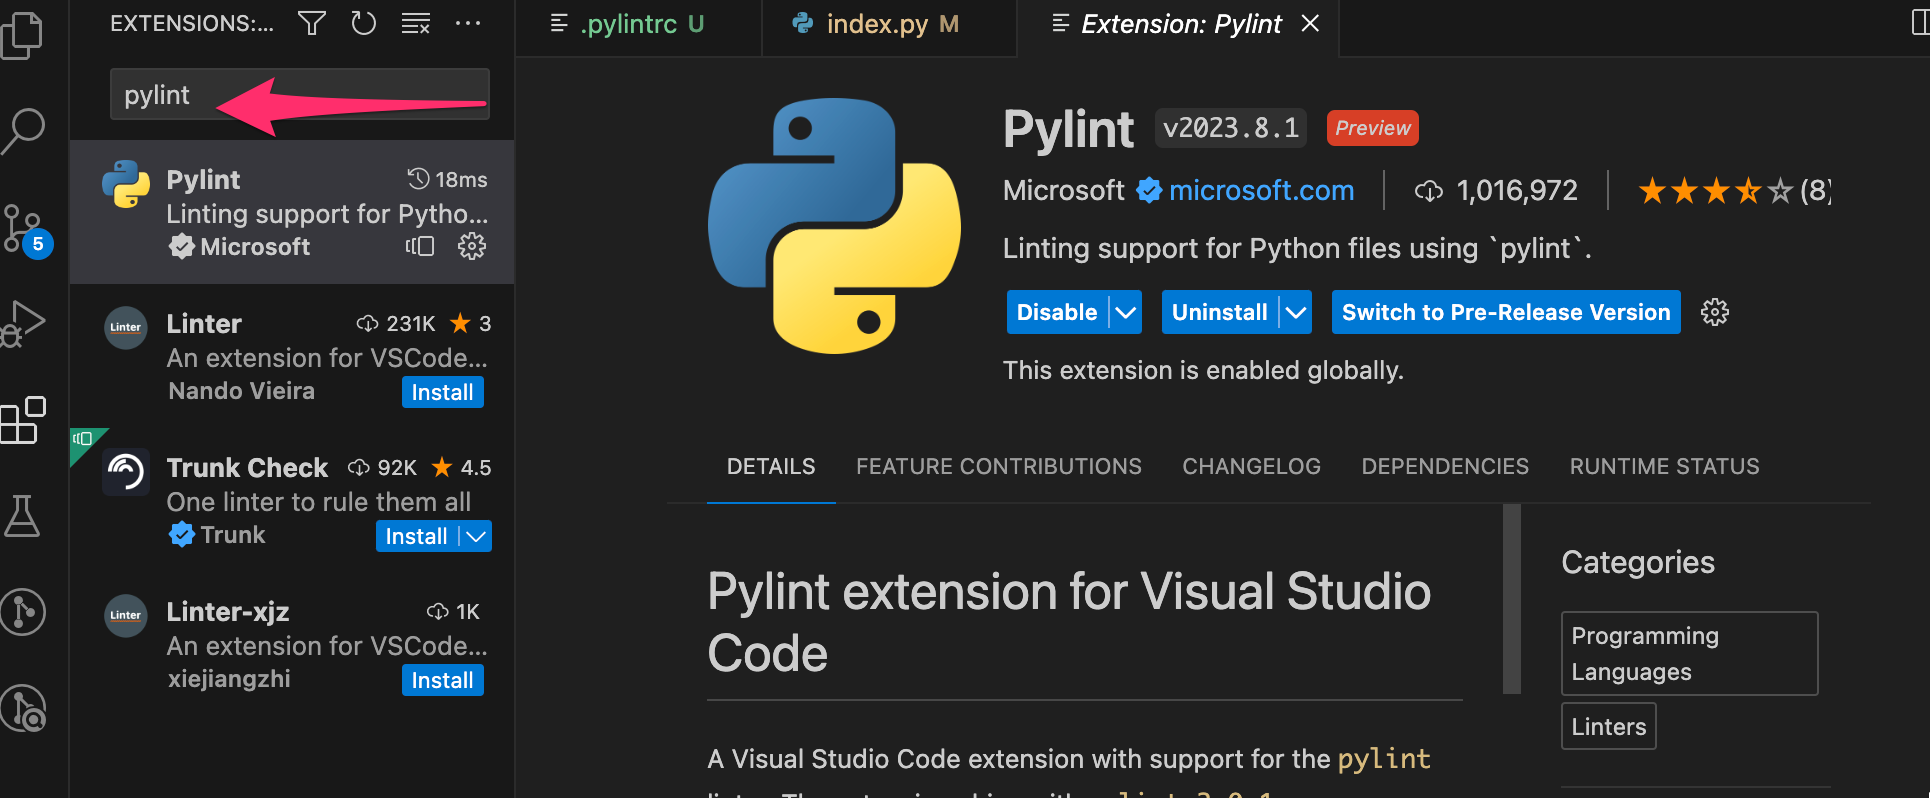 EXTENSIONS:...
pylint
Pylint
18ms
Linting support for Pytho...
Microsoft
5
Linter
Linter
231K
3
An extension for VSCode...
Nando Vieira
Install
Trunk Check
92K
4.5
One linter to rule them all
Trunk
Install
Linter
Linter-xjz
1K
An extension for VSCode...
xiejiangzhi
Install
.pylintrc U
index.py M
Extension: Pylint
Pylint
v2023.8.1
Preview
Microsoft
microsoft.com
1,016,972
(8)
Linting support for Python files using `pylint`.
Disable
Uninstall
Switch to Pre-Release Version
This extension is enabled globally.
DETAILS
FEATURE CONTRIBUTIONS
CHANGELOG
DEPENDENCIES
RUNTIME STATUS
Pylint extension for Visual Studio
Code
A Visual Studio Code extension with support for the pylint
Categories
Programming
Languages
Linters